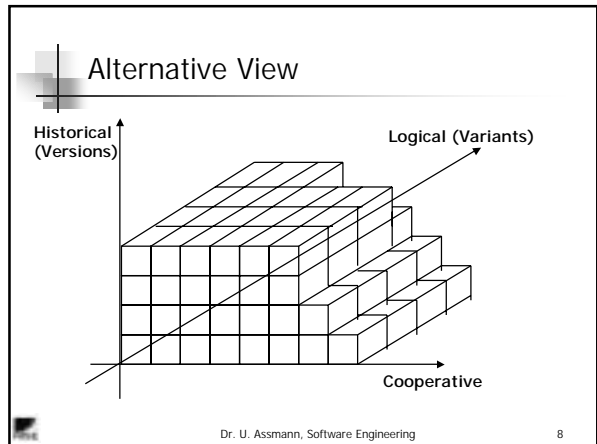 Alternative View
Historical
(Versions)
Logical (Variants)
Cooperative
Dr. U. Assmann, Software Engineering
8